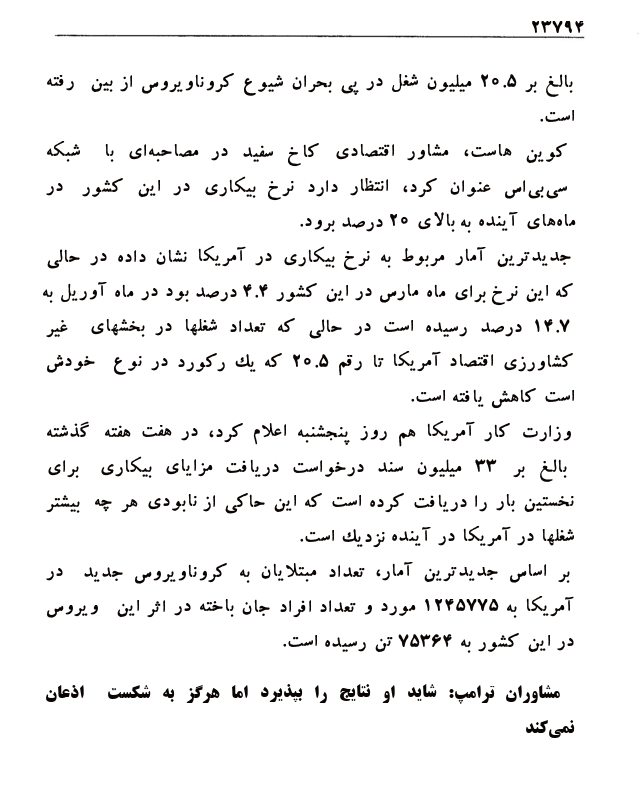 ۲۳۷۹۴
بالغ بر ۲۰.۵ میلیون شغل در پی بحران شیوع کروناویروس از بین رفته
است.
کوین هاست، مشاور اقتصادی کاخ سفید در مصاحبه‌ای با شبکه
سی‌بی‌اس عنوان کرد، انتظار دارد نرخ بیکاری در این کشور در
ماه‌های آینده به بالای ۲۰ درصد برود.
جدیدترین آمار مربوط به نرخ بیکاری در آمریکا نشان داده در حالی
که این نرخ برای ماه مارس در این کشور ۴.۴ درصد بود در ماه آوریل به
۱۴.۷ درصد رسیده است در حالی که تعداد شغلها در بخشهای غیر
کشاورزی اقتصاد آمریکا تا رقم ۲۰.۵ که یك رکورد در نوع خودش
است کاهش یافته است.
وزارت کار آمریکا هم روز پنجشنبه اعلام کرد، در هفت هفته گذشته
بالغ بر ۳۳ میلیون سند درخواست دریافت مزایای بیکاری برای
نخستین بار را دریافت کرده است که این حاکی از نابودی هر چه بیشتر
شغلها در آمریکا در آینده نزدیك است.
بر اساس جدیدترین آمار، تعداد مبتلایان به کروناویروس جدید در
آمریکا به ۱۲۴۵۷۷۵ مورد و تعداد افراد جان باخته در اثر این ویروس
در این کشور به ۷۵۳۶۴ تن رسیده است.
مشاوران ترامپ: شاید او نتایج را بپذیرد اما هرگز به شکست اذعان
نمی‌کند